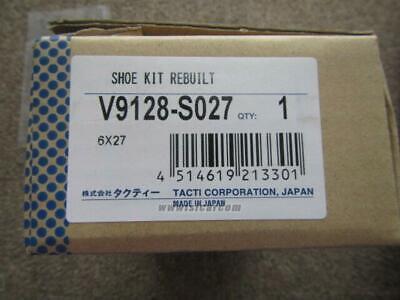 SHOE KIT REBUILT
V9128-S027 QTY: 1
6X27
4 514619 213301
株式会社 タクティー TACTI CORPORATION, JAPAN
MADE IN JAPAN
www.sicar.com